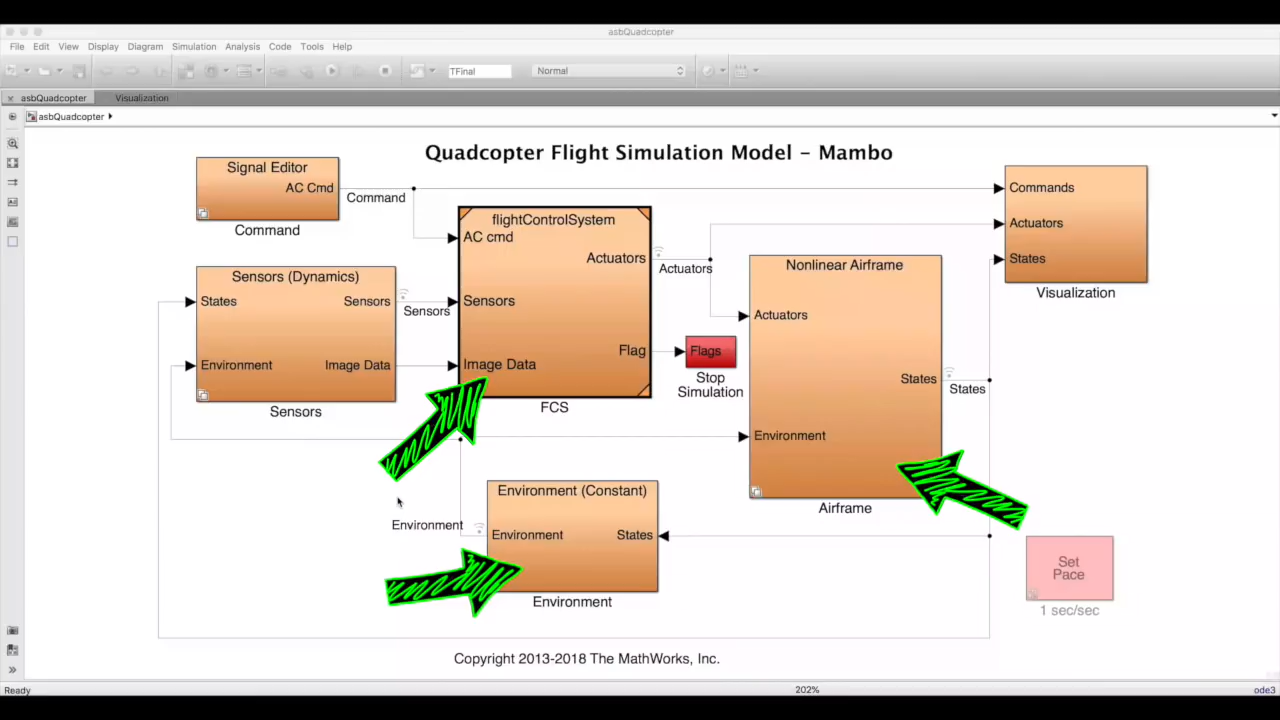 asbQuadcopter
File Edit View Display Diagram Simulation Analysis Code Tools Help
TFinal
Normal
asbQuadcopter
Visualization
asbQuadcopter
Quadcopter Flight Simulation Model - Mambo
Signal Editor
AC Cmd
Command
Command
flightControlSystem
AC cmd
Sensors
Image Data
Actuators
Flag
FCS
Actuators
Commands
Actuators
States
Visualization
Sensors (Dynamics)
States
Sensors
Environment
Image Data
Sensors
Sensors
Flags
Stop
Simulation
Nonlinear Airframe
Actuators
States
Environment
Airframe
States
Environment (Constant)
Environment
States
Environment
Environment
Set
Pace
1 sec/sec
Copyright 2013-2018 The MathWorks, Inc.
Ready
202%
ode3